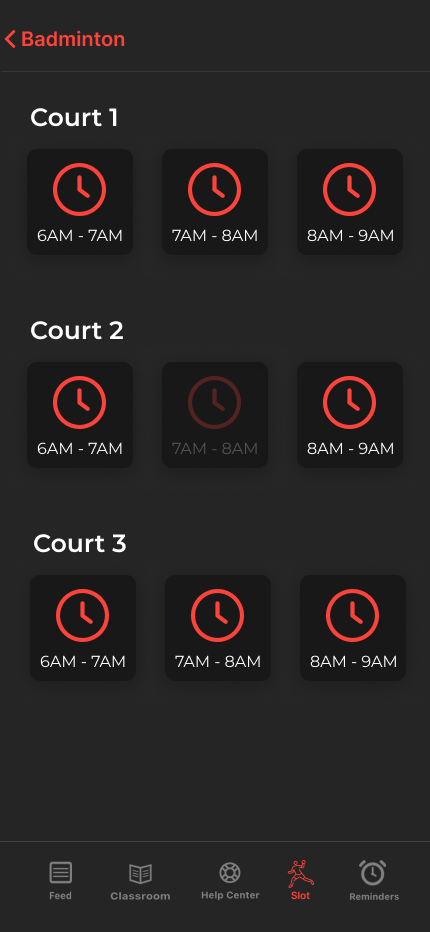 Badminton
Court 1
6AM - 7AM
7AM - 8AM
8AM - 9AM
Court 2
6AM - 7AM
7AM - 8AM
8AM - 9AM
Court 3
6AM - 7AM
7AM - 8AM
8AM - 9AM
Feed
Classroom
Help Center
Slot
Reminders